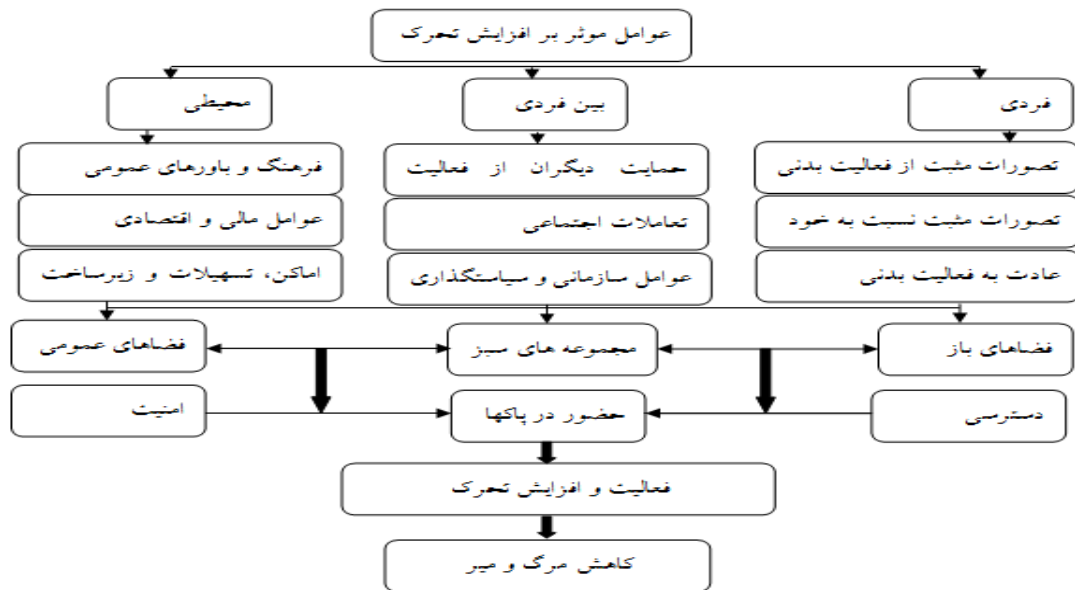 عوامل موثر بر افزایش تحرک
فردی
بین فردی
محیطی
تصورات مثبت از فعالیت بدنی
حمایت دیگران از فعالیت
فرهنگ و باورهای عمومی
تصورات مثبت نسبت به خود
تعاملات اجتماعی
عوامل مالی و اقتصادی
عادت به فعالیت بدنی
عوامل سازمانی و سیاستگذاری
اماکن، تسهیلات و زیرساخت
فضاهای باز
مجموعه های سبز
فضاهای عمومی
دسترسی
حضور در پاکها
امنیت
فعالیت و افزایش تحرک
کاهش مرگ و میر